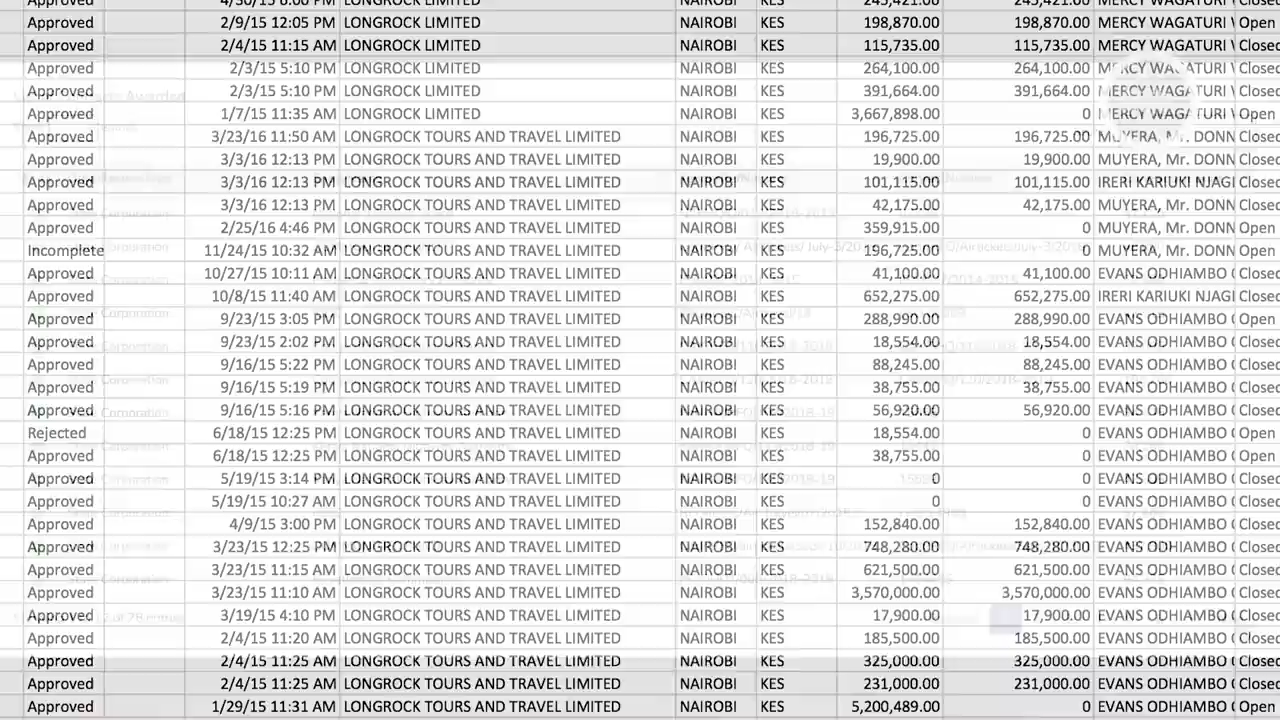 Approved 4/30/15 6:00 PM LONGROCK LIMITED NAIROBI KES 245,421.00 245,421.00 MERCY WAGATURI Closed
Approved 2/9/15 12:05 PM LONGROCK LIMITED NAIROBI KES 198,870.00 198,870.00 MERCY WAGATURI Open
Approved 2/4/15 11:15 AM LONGROCK LIMITED NAIROBI KES 115,735.00 115,735.00 MERCY WAGATURI Closed
Approved 2/3/15 5:10 PM LONGROCK LIMITED NAIROBI KES 264,100.00 264,100.00 MERCY WAGATURI Closed
Approved 2/3/15 5:10 PM LONGROCK LIMITED NAIROBI KES 391,664.00 391,664.00 MERCY WAGATURI Closed
Approved 1/7/15 11:35 AM LONGROCK LIMITED NAIROBI KES 3,667,898.00 0 MERCY WAGATURI Open
Approved 3/23/16 11:50 AM LONGROCK TOURS AND TRAVEL LIMITED NAIROBI KES 196,725.00 196,725.00 MUYERA, Mr. DONN Closed
Approved 3/3/16 12:13 PM LONGROCK TOURS AND TRAVEL LIMITED NAIROBI KES 19,900.00 19,900.00 MUYERA, Mr. DONN Closed
Approved 3/3/16 12:13 PM LONGROCK TOURS AND TRAVEL LIMITED NAIROBI KES 101,115.00 101,115.00 IRERI KARIUKI NJAGI Closed
Approved 3/3/16 12:13 PM LONGROCK TOURS AND TRAVEL LIMITED NAIROBI KES 42,175.00 42,175.00 MUYERA, Mr. DONN Closed
Approved 2/25/16 4:46 PM LONGROCK TOURS AND TRAVEL LIMITED NAIROBI KES 359,915.00 0 MUYERA, Mr. DONN Open
Incomplete 11/24/15 10:32 AM LONGROCK TOURS AND TRAVEL LIMITED NAIROBI KES 196,725.00 0 MUYERA, Mr. DONN Open
Approved 10/27/15 10:11 AM LONGROCK TOURS AND TRAVEL LIMITED NAIROBI KES 41,100.00 41,100.00 EVANS ODHIAMBO Closed
Approved 10/8/15 11:40 AM LONGROCK TOURS AND TRAVEL LIMITED NAIROBI KES 652,275.00 652,275.00 IRERI KARIUKI NJAGI Closed
Approved 9/23/15 3:05 PM LONGROCK TOURS AND TRAVEL LIMITED NAIROBI KES 288,990.00 288,990.00 EVANS ODHIAMBO Open
Approved 9/23/15 2:02 PM LONGROCK TOURS AND TRAVEL LIMITED NAIROBI KES 18,554.00 18,554.00 EVANS ODHIAMBO Closed
Approved 9/16/15 5:22 PM LONGROCK TOURS AND TRAVEL LIMITED NAIROBI KES 88,245.00 88,245.00 EVANS ODHIAMBO Closed
Approved 9/16/15 5:19 PM LONGROCK TOURS AND TRAVEL LIMITED NAIROBI KES 38,755.00 38,755.00 EVANS ODHIAMBO Closed
Approved 9/16/15 5:16 PM LONGROCK TOURS AND TRAVEL LIMITED NAIROBI KES 56,920.00 56,920.00 EVANS ODHIAMBO Closed
Rejected 6/18/15 12:25 PM LONGROCK TOURS AND TRAVEL LIMITED NAIROBI KES 18,554.00 0 EVANS ODHIAMBO Open
Approved 6/18/15 12:25 PM LONGROCK TOURS AND TRAVEL LIMITED NAIROBI KES 38,755.00 0 EVANS ODHIAMBO Open
Approved 5/19/15 3:14 PM LONGROCK TOURS AND TRAVEL LIMITED NAIROBI KES 0 0 EVANS ODHIAMBO Closed
Approved 5/19/15 10:27 AM LONGROCK TOURS AND TRAVEL LIMITED NAIROBI KES 0 0 EVANS ODHIAMBO Closed
Approved 4/9/15 3:00 PM LONGROCK TOURS AND TRAVEL LIMITED NAIROBI KES 152,840.00 152,840.00 EVANS ODHIAMBO Closed
Approved 3/23/15 12:25 PM LONGROCK TOURS AND TRAVEL LIMITED NAIROBI KES 748,280.00 748,280.00 EVANS ODHIAMBO Closed
Approved 3/23/15 11:15 AM LONGROCK TOURS AND TRAVEL LIMITED NAIROBI KES 621,500.00 621,500.00 EVANS ODHIAMBO Closed
Approved 3/23/15 11:10 AM LONGROCK TOURS AND TRAVEL LIMITED NAIROBI KES 3,570,000.00 3,570,000.00 EVANS ODHIAMBO Closed
Approved 3/19/15 4:10 PM LONGROCK TOURS AND TRAVEL LIMITED NAIROBI KES 17,900.00 17,900.00 EVANS ODHIAMBO Closed
Approved 2/4/15 11:20 AM LONGROCK TOURS AND TRAVEL LIMITED NAIROBI KES 185,500.00 185,500.00 EVANS ODHIAMBO Closed
Approved 2/4/15 11:25 AM LONGROCK TOURS AND TRAVEL LIMITED NAIROBI KES 325,000.00 325,000.00 EVANS ODHIAMBO Closed
Approved 2/4/15 11:25 AM LONGROCK TOURS AND TRAVEL LIMITED NAIROBI KES 231,000.00 231,000.00 EVANS ODHIAMBO Closed
Approved 1/29/15 11:31 AM LONGROCK TOURS AND TRAVEL LIMITED NAIROBI KES 5,200,489.00 0 EVANS ODHIAMBO Open